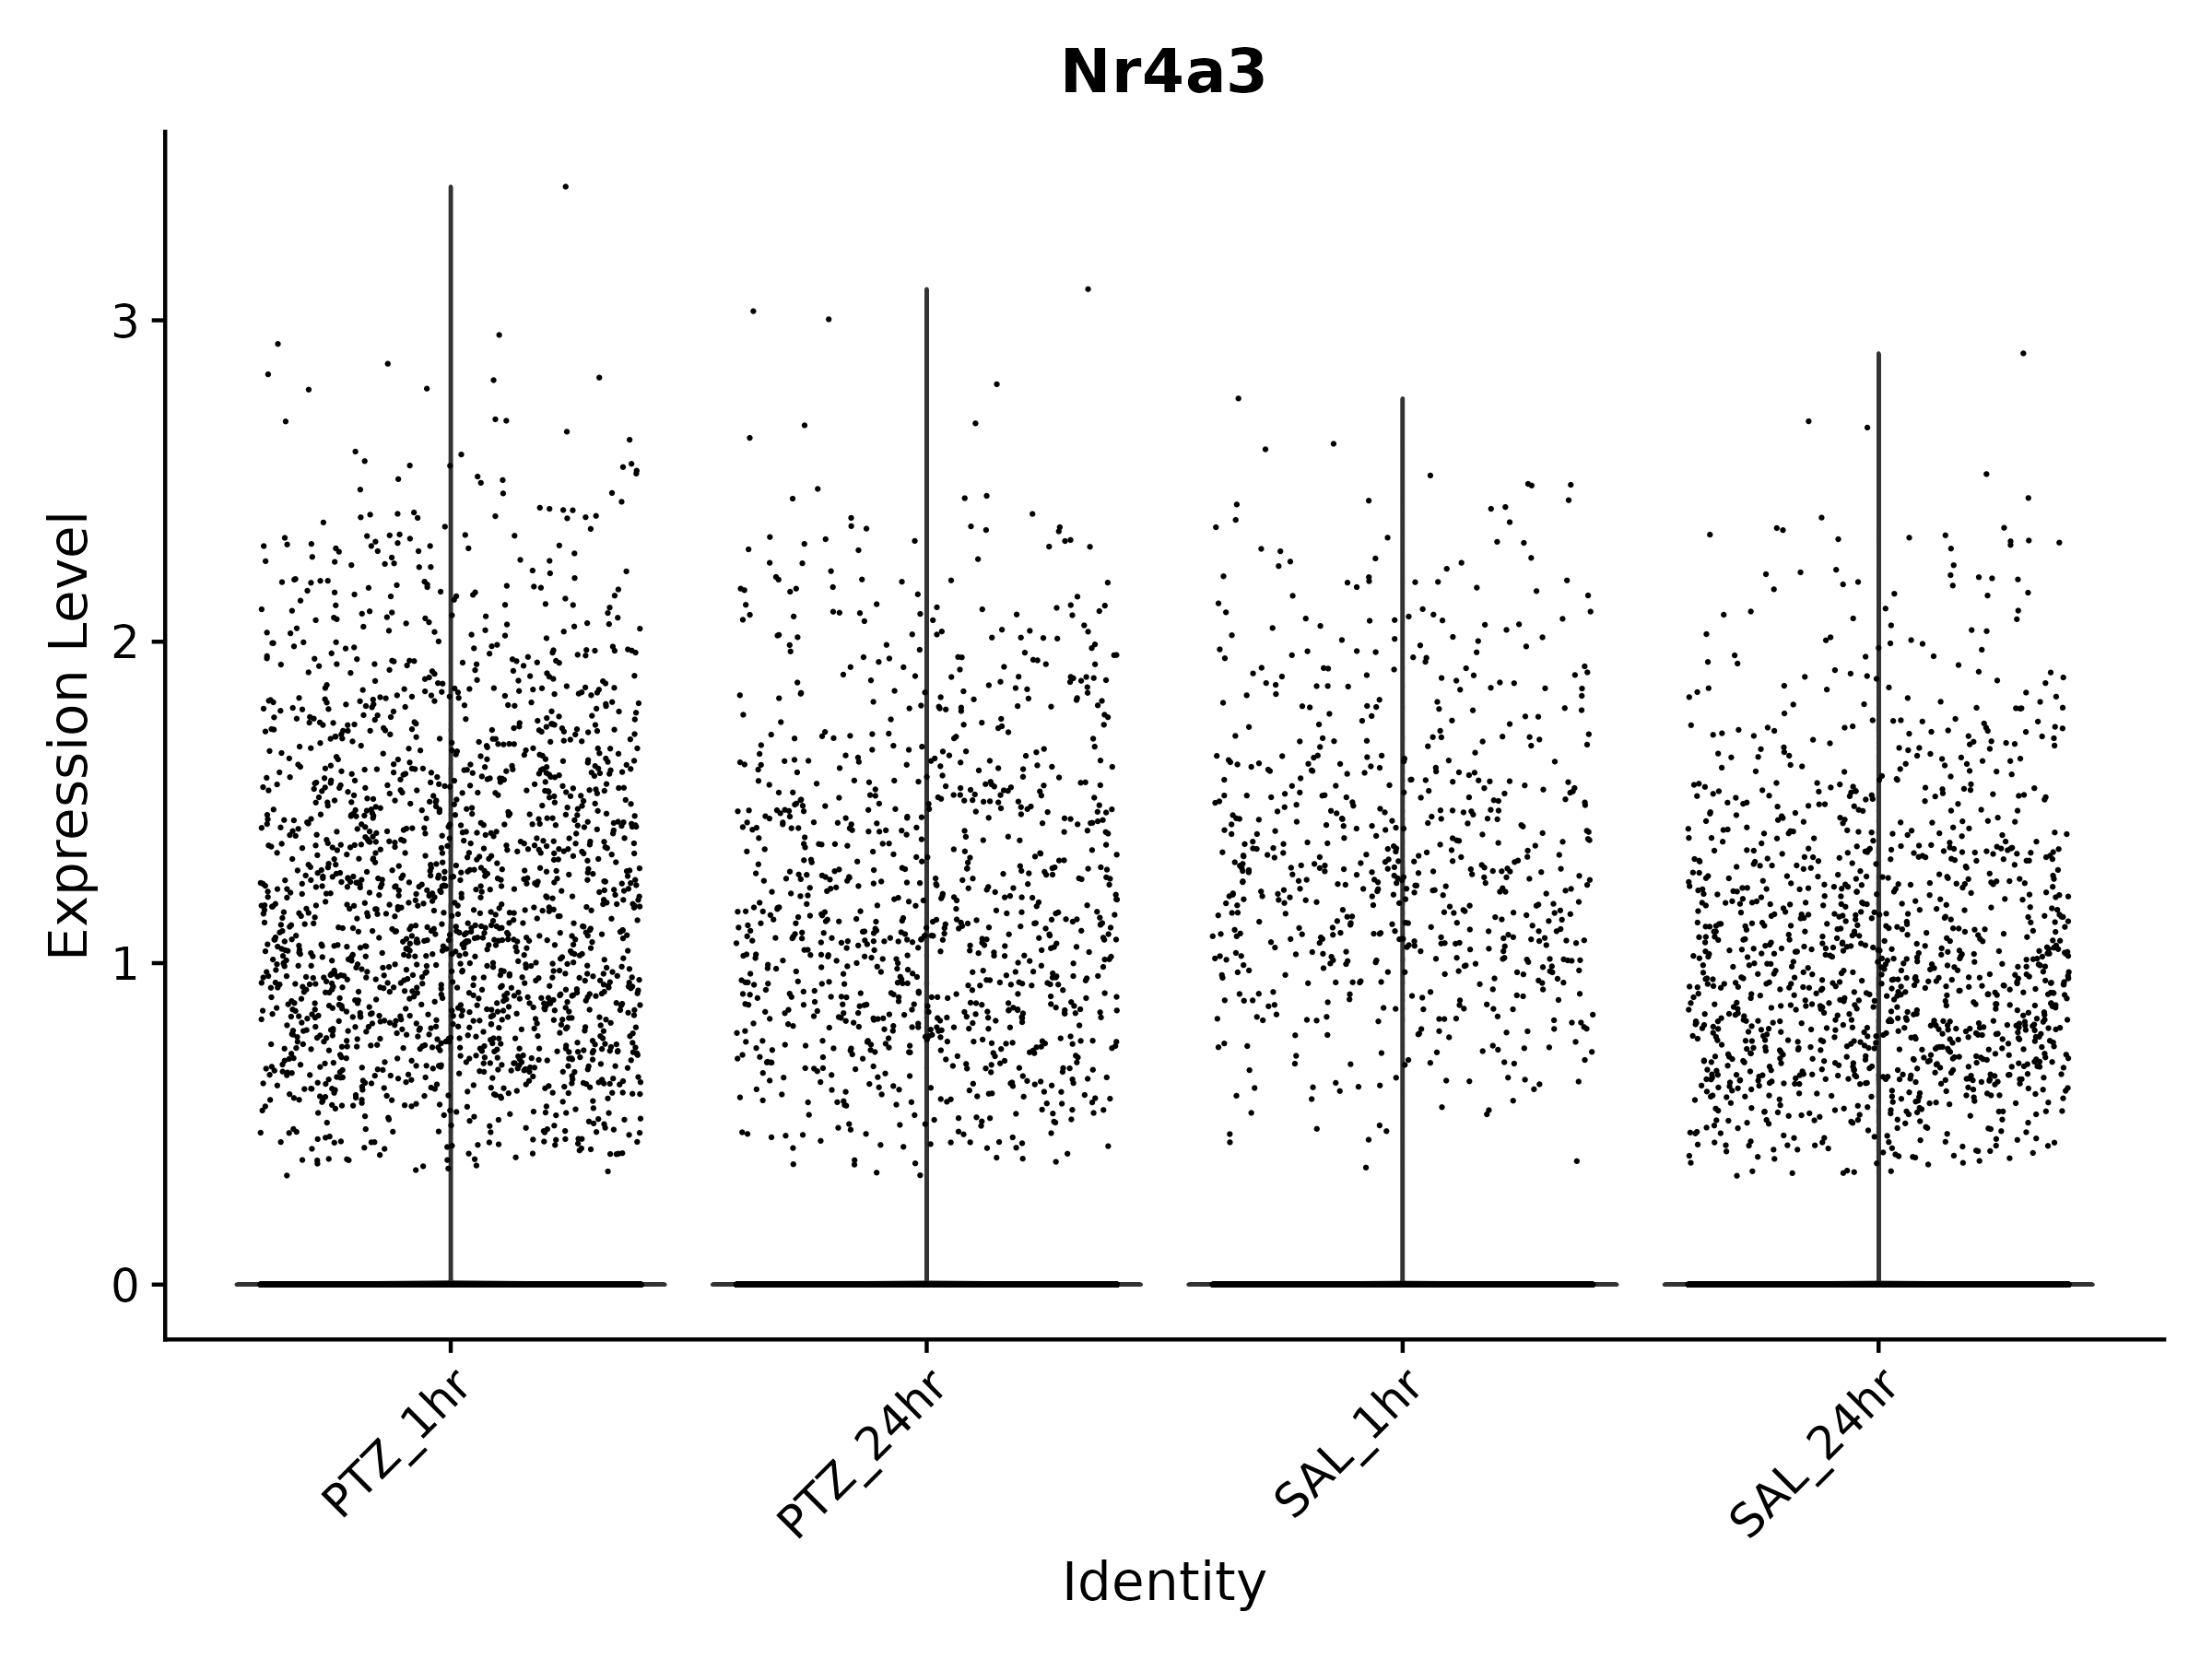 Nr4a3
Expression Level
3
2
1
0
PTZ_1hr
PTZ_24hr
SAL_1hr
SAL_24hr
Identity